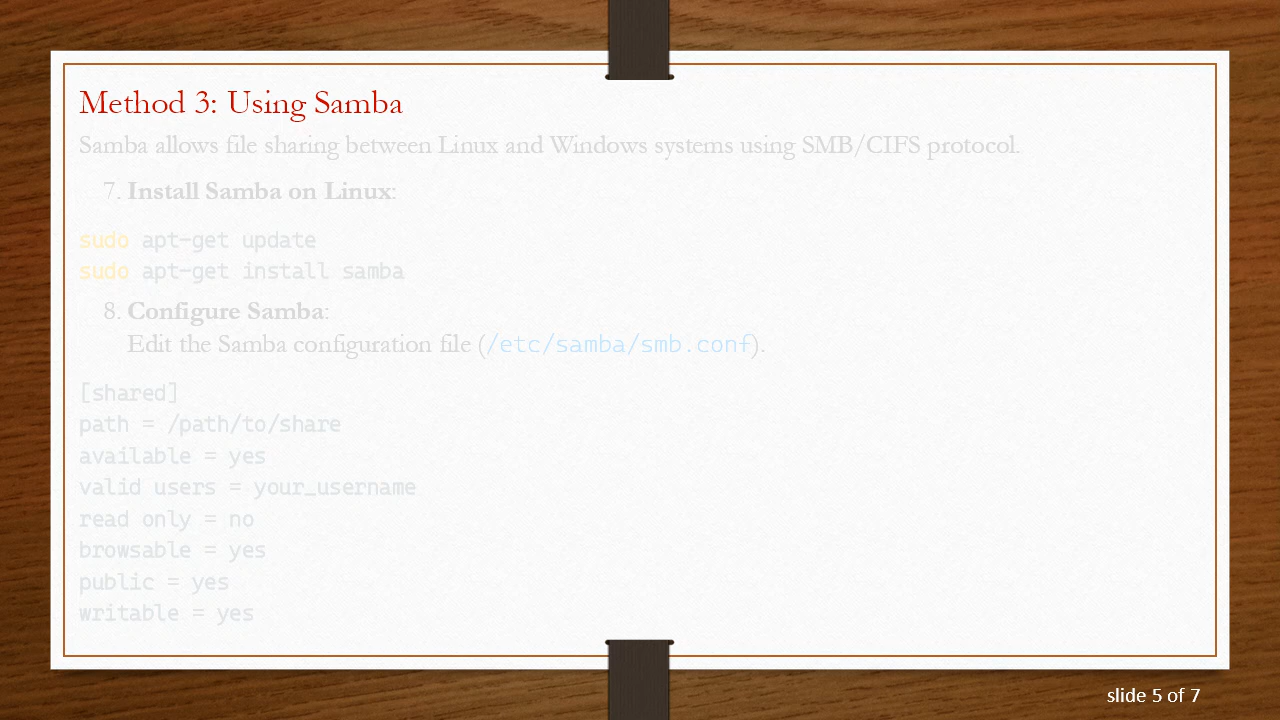 Method 3: Using Samba
Samba allows file sharing between Linux and Windows systems using SMB/CIFS protocol.
7. Install Samba on Linux:
sudo apt-get update
sudo apt-get install samba
8. Configure Samba:
Edit the Samba configuration file (/etc/samba/smb.conf).
[shared]
path = /path/to/share
available = yes
valid users = your_username
read only = no
browsable = yes
public = yes
writable = yes
slide 5 of 7